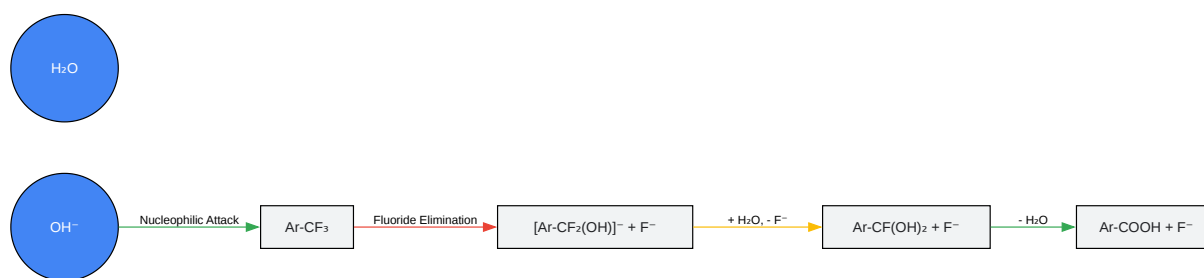 H₂O
OH⁻
Nucleophilic Attack
Ar-CF₃
Fluoride Elimination
[Ar-CF₂(OH)]⁻ + F⁻
+ H₂O, - F⁻
Ar-CF(OH)₂ + F⁻
- H₂O
Ar-COOH + F⁻